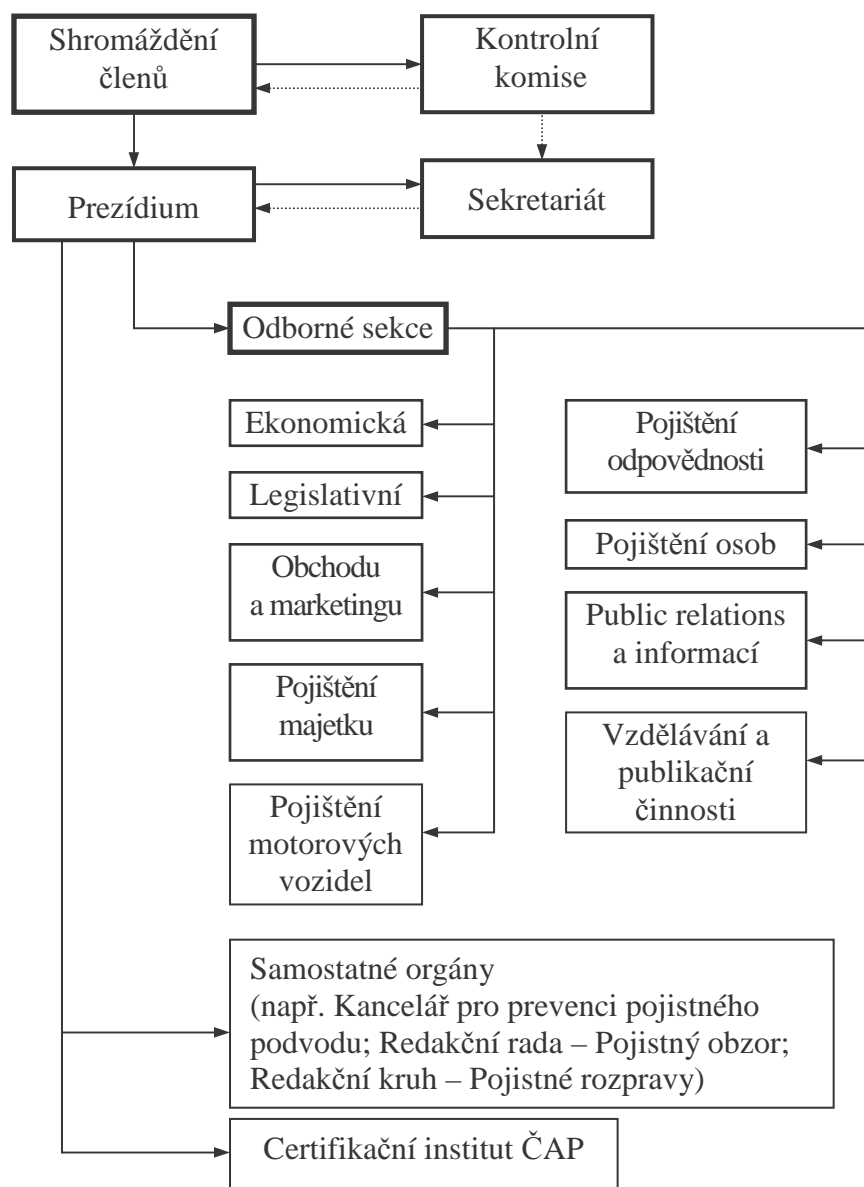 Shromáždění
členů
Kontrolní
komise
Prezídium
Sekretariát
Odborné sekce
Ekonomická
Legislativní
Obchodu
a marketingu
Pojištění
majetku
Pojištění
motorových
vozidel
Pojištění
odpovědnosti
Pojištění osob
Public relations
a informací
Vzdělávání a
publikační
činnosti
Samostatné orgány
(např. Kancelář pro prevenci pojistného
podvodu; Redakční rada – Pojistný obzor;
Redakční kruh – Pojistné rozpravy)
Certifikační institut ČAP